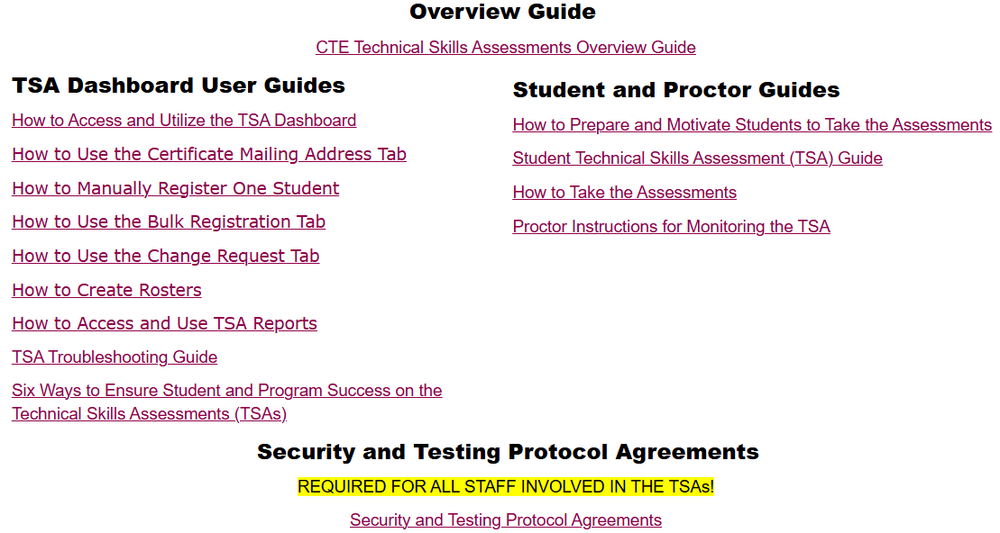 Overview Guide
CTE Technical Skills Assessments Overview Guide
TSA Dashboard User Guides
How to Access and Utilize the TSA Dashboard
How to Use the Certificate Mailing Address Tab
How to Manually Register One Student
How to Use the Bulk Registration Tab
How to Use the Change Request Tab
How to Create Rosters
How to Access and Use TSA Reports
TSA Troubleshooting Guide
Six Ways to Ensure Student and Program Success on the
Technical Skills Assessments (TSAs)
Student and Proctor Guides
How to Prepare and Motivate Students to Take the Assessments
Student Technical Skills Assessment (TSA) Guide
How to Take the Assessments
Proctor Instructions for Monitoring the TSA
Security and Testing Protocol Agreements
REQUIRED FOR ALL STAFF INVOLVED IN THE TSAs!
Security and Testing Protocol Agreements